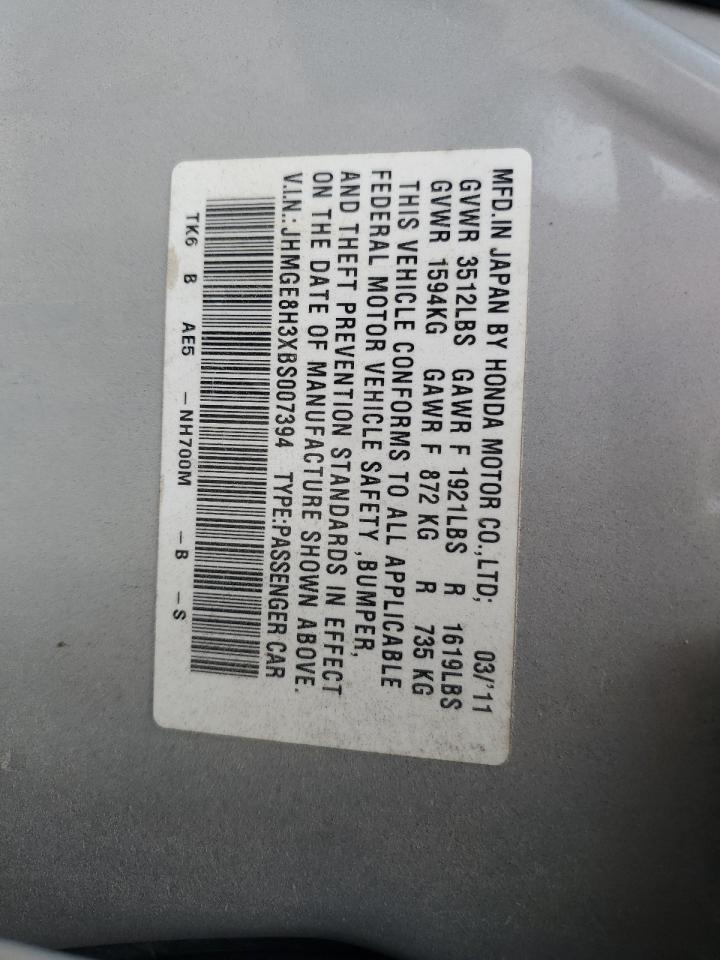 MFD.IN JAPAN BY HONDA MOTOR CO.,LTD; 03/'11
GVWR 3512LBS GAWR F 1921LBS R 1619LBS
GVWR 1594KG GAWR F 872 KG R 735 KG
THIS VEHICLE CONFORMS TO ALL APPLICABLE
FEDERAL MOTOR VEHICLE SAFETY ,BUMPER,
AND THEFT PREVENTION STANDARDS IN EFFECT
ON THE DATE OF MANUFACTURE SHOWN ABOVE.
V.I.N.: JHMGE8H3XBS007394 TYPE:PASSENGER CAR
TK6 B AE5 -NH700M -B -S